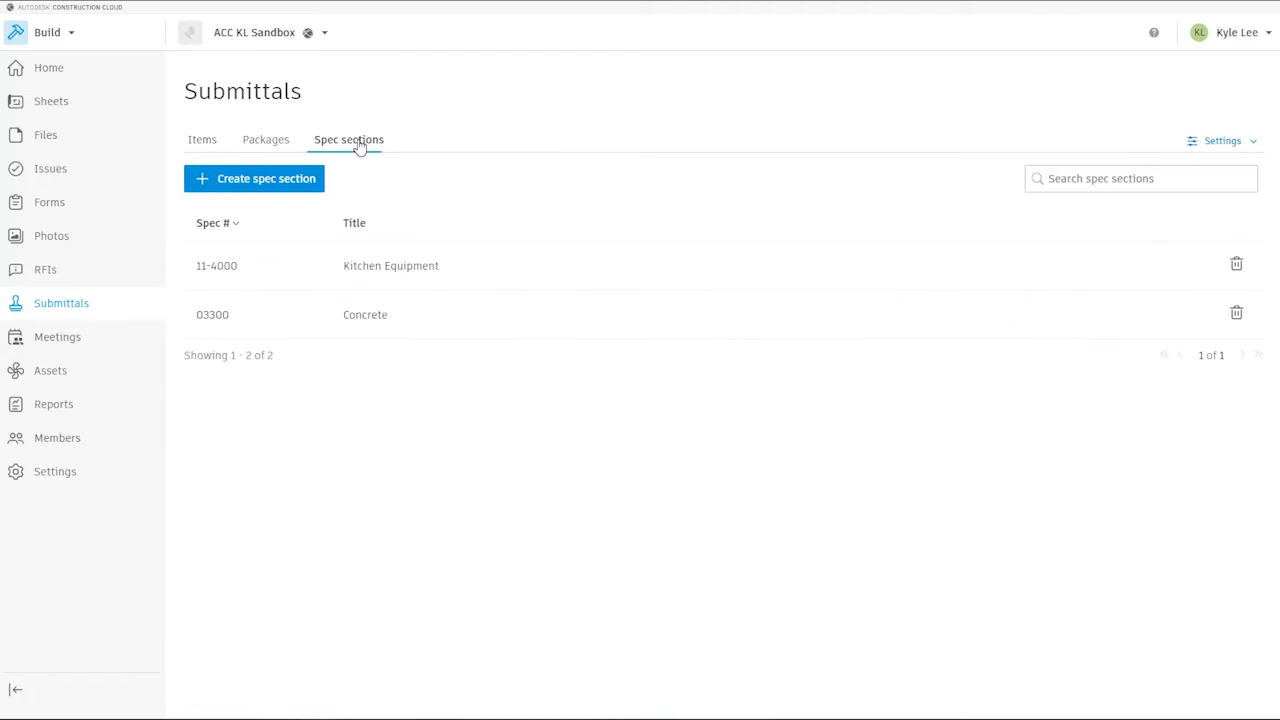 AUTODESK CONSTRUCTION CLOUD
Build
ACC KL Sandbox
KL
Kyle Lee
Home
Sheets
Files
Issues
Forms
Photos
RFIs
Submittals
Meetings
Assets
Reports
Members
Settings
Submittals
Items Packages Spec sections
Settings
+ Create spec section
Search spec sections
Spec # Title
11-4000 Kitchen Equipment
03300 Concrete
Showing 1 - 2 of 2
1 of 1